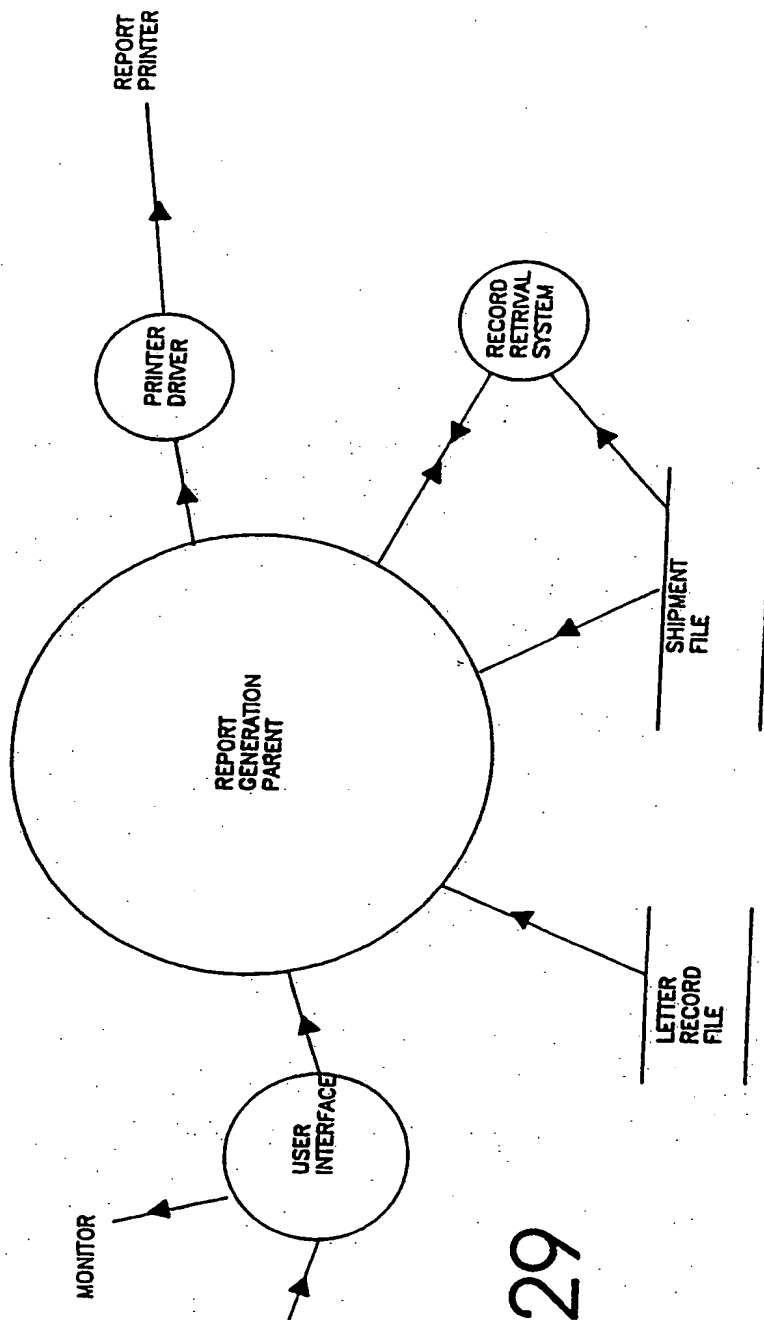 REPORT
PRINTER
PRINTER
DRIVER
RECORD
RETRIVAL
SYSTEM
REPORT
GENERATION
PARENT
SHIPMENT
FILE
LETTER
RECORD
FILE
USER
INTERFACE
MONITOR
29